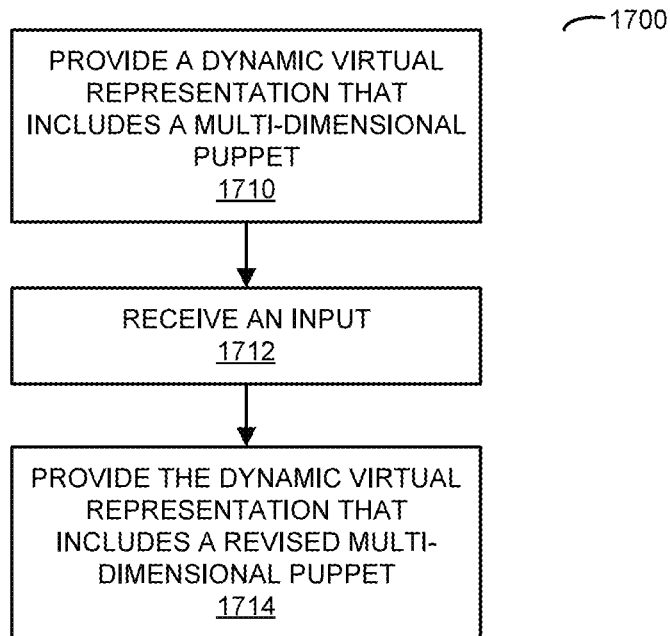 1700
PROVIDE A DYNAMIC VIRTUAL
REPRESENTATION THAT
INCLUDES A MULTI-DIMENSIONAL
PUPPET
1710
RECEIVE AN INPUT
1712
PROVIDE THE DYNAMIC VIRTUAL
REPRESENTATION THAT
INCLUDES A REVISED MULTI-
DIMENSIONAL PUPPET
1714